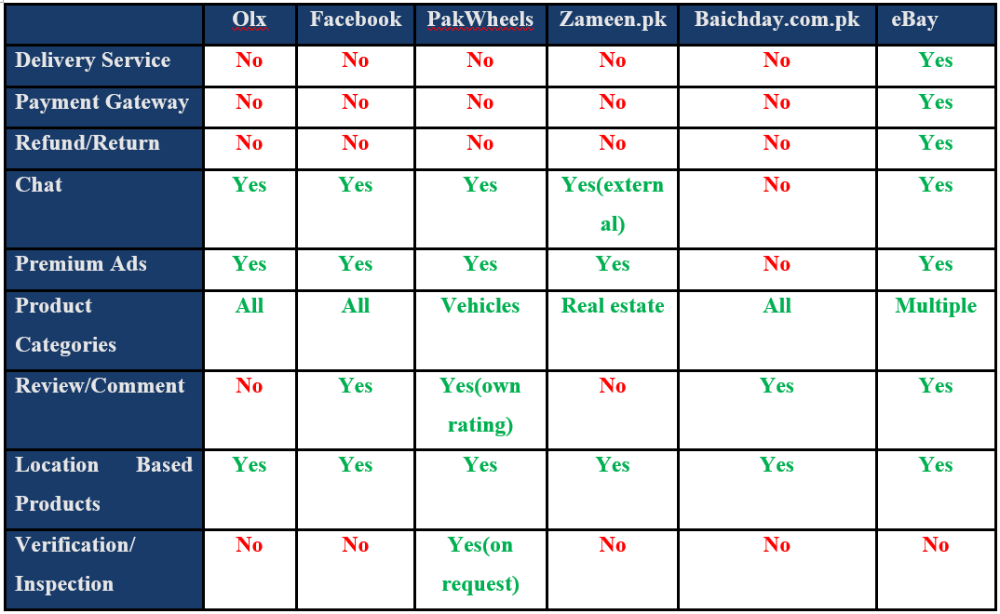 Olx Facebook PakWheels Zameen.pk Baichday.com.pk eBay
Delivery Service No No No No No Yes
Payment Gateway No No No No No Yes
Refund/Return No No No No No Yes
Chat Yes Yes Yes Yes(extern No Yes
al)
Premium Ads Yes Yes Yes Yes No Yes
Product All All Vehicles Real estate All Multiple
Categories
Review/Comment No Yes Yes(own No Yes Yes
rating)
Location Based Yes Yes Yes Yes Yes Yes
Products
Verification/ No No Yes(on No No No
Inspection request)